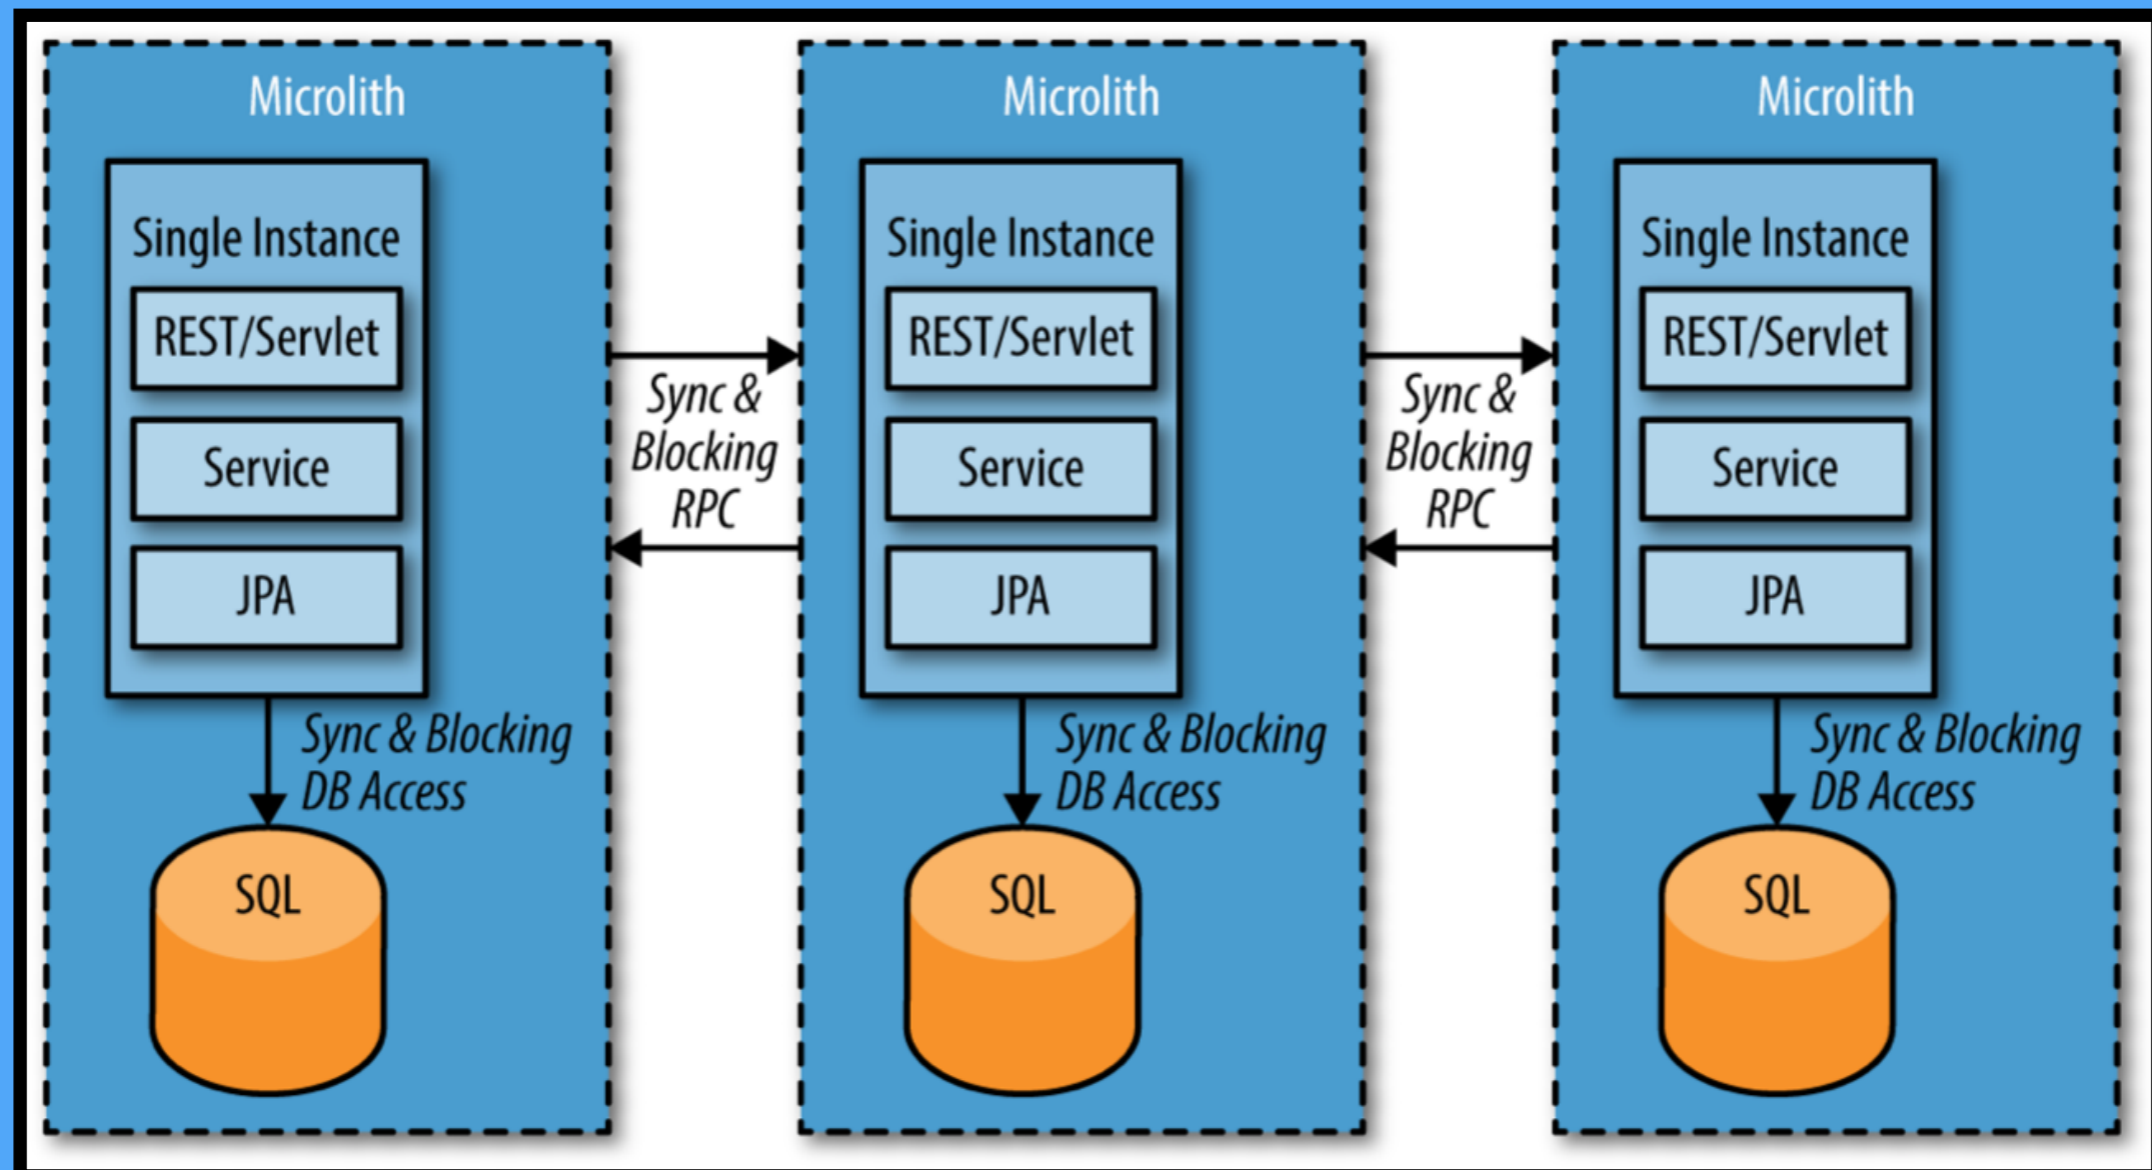 Microlith
Single Instance
REST/Servlet
Service
JPA
Sync & Blocking
DB Access
SQL
Sync &
Blocking
RPC
Microlith
Single Instance
REST/Servlet
Service
JPA
Sync & Blocking
DB Access
SQL
Sync &
Blocking
RPC
Microlith
Single Instance
REST/Servlet
Service
JPA
Sync & Blocking
DB Access
SQL